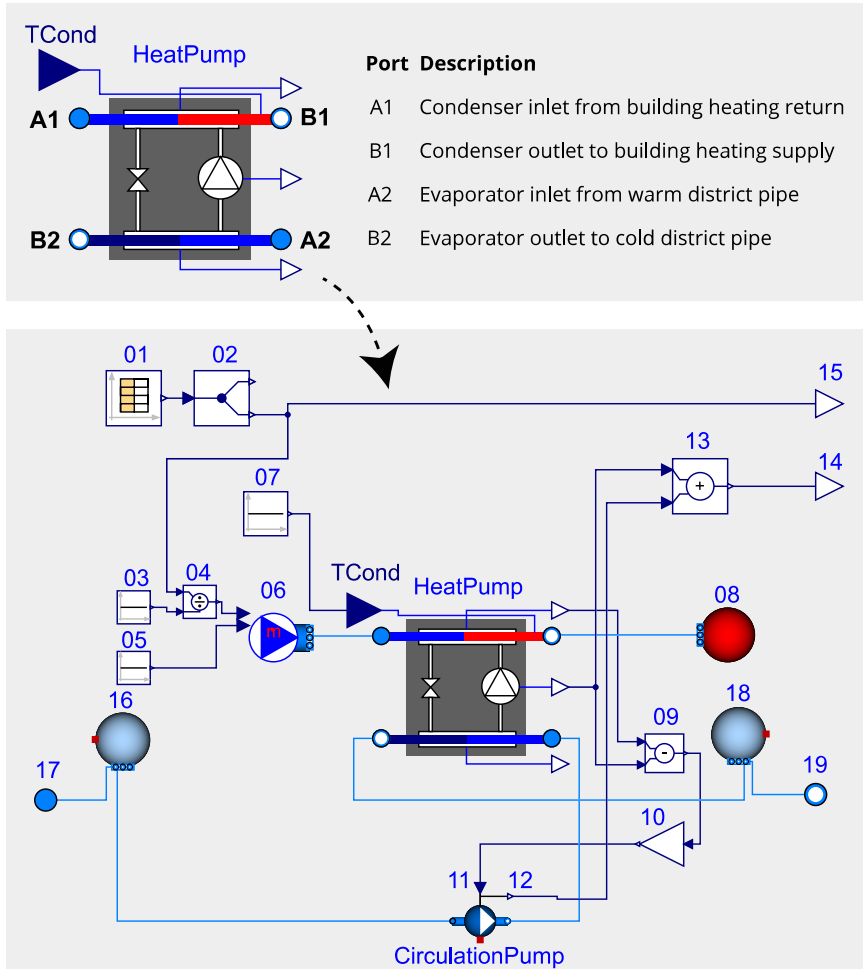 TCond
HeatPump
A1
B1
B2
A2
Port Description
A1 Condenser inlet from building heating return
B1 Condenser outlet to building heating supply
A2 Evaporator inlet from warm district pipe
B2 Evaporator outlet to cold district pipe
01
02
15
13
14
07
TCond
HeatPump
03
04
06
08
+
÷
E
05
16
18
09
-
17
19
10
11
12
CirculationPump